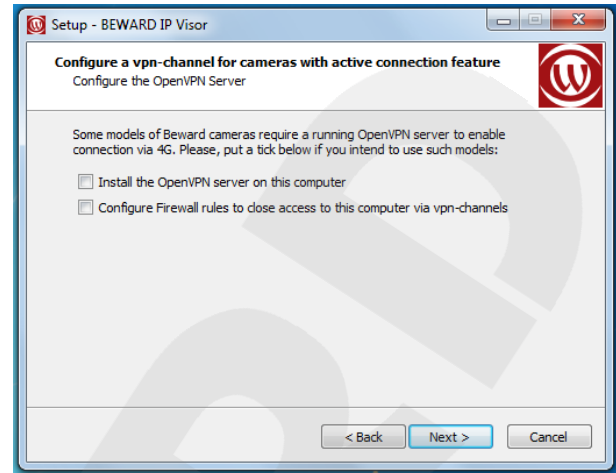 Setup - BEWARD IP Visor
Configure a vpn-channel for cameras with active connection feature
Configure the OpenVPN Server
Some models of Beward cameras require a running OpenVPN server to enable
connection via 4G. Please, put a tick below if you intend to use such models:
Install the OpenVPN server on this computer
Configure Firewall rules to close access to this computer via vpn-channels
< Back
Next >
Cancel